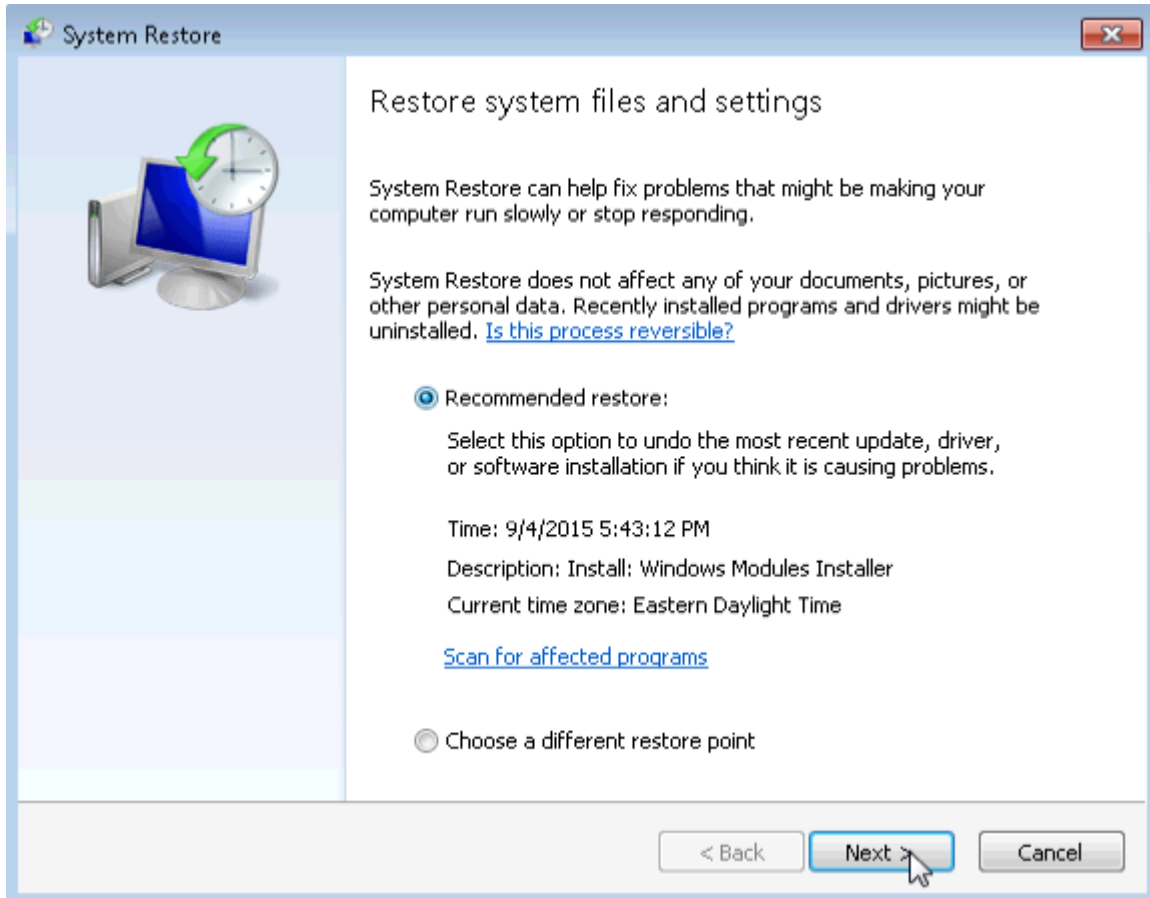 System Restore
Restore system files and settings
System Restore can help fix problems that might be making your
computer run slowly or stop responding.
System Restore does not affect any of your documents, pictures, or
other personal data. Recently installed programs and drivers might be
uninstalled. Is this process reversible?
Recommended restore:
Select this option to undo the most recent update, driver,
or software installation if you think it is causing problems.
Time: 9/4/2015 5:43:12 PM
Description: Install: Windows Modules Installer
Current time zone: Eastern Daylight Time
Scan for affected programs
Choose a different restore point
< Back
Next >
Cancel